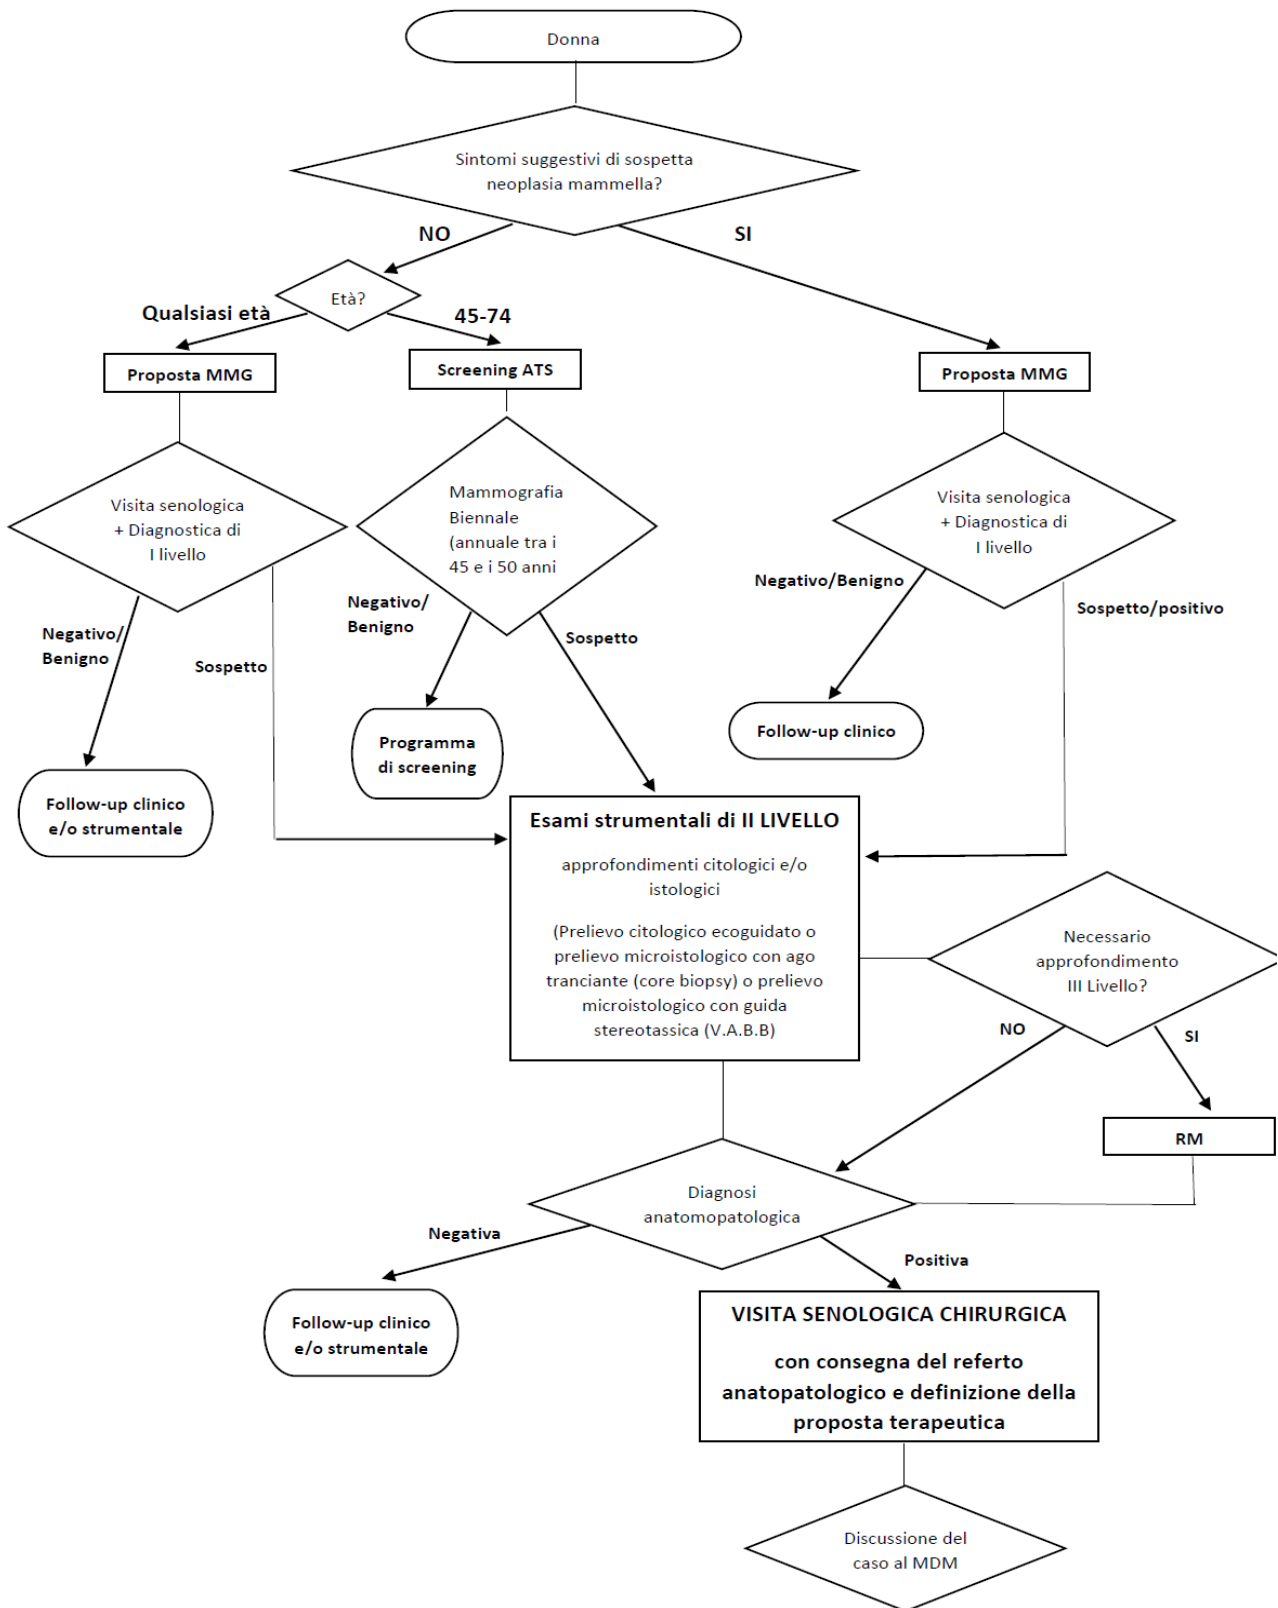 Donna
Sintomi suggestivi di sospetta
neoplasia mammella?
NO
SI
Età?
Qualsiasi età
45-74
Proposta MMG
Screening ATS
Proposta MMG
Visita senologica
+ Diagnostica di
I livello
Mammografia
Biennale
(annuale tra i
45 e i 50 anni
Visita senologica
+ Diagnostica di
I livello
Negativo/
Benigno
Sospetto
Negativo/
Benigno
Sospetto
Negativo/Benigno
Sospetto/positivo
Follow-up clinico
e/o strumentale
Programma
di screening
Follow-up clinico
Esami strumentali di II LIVELLO
approfondimenti citologici e/o
istologici
(Prelievo citologico ecoguidato o
prelievo microistologico con ago
tranciante (core biopsy) o prelievo
microistologico con guida
stereotassica (V.A.B.B)
Necessario
approfondimento
III Livello?
NO
SI
RM
Diagnosi
anatomopatologica
Negativa
Positiva
Follow-up clinico
e/o strumentale
VISITA SENOLOGICA CHIRURGICA
con consegna del referto
anatopatologico e definizione della
proposta terapeutica
Discussione del
caso al MDM